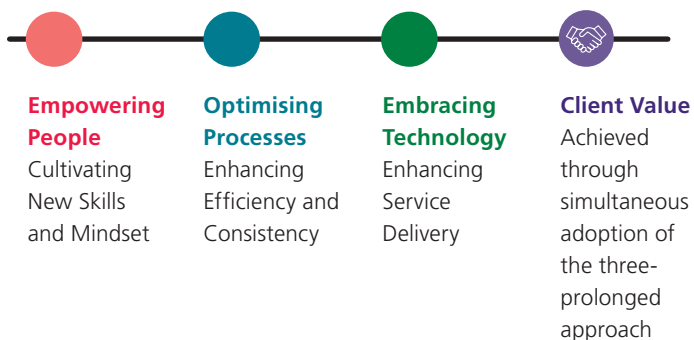 Empowering
People
Cultivating
New Skills
and Mindset
Optimising
Processes
Enhancing
Efficiency and
Consistency
Embracing
Technology
Enhancing
Service
Delivery
Client Value
Achieved
through
simultaneous
adoption of
the three-
prolonged
approach